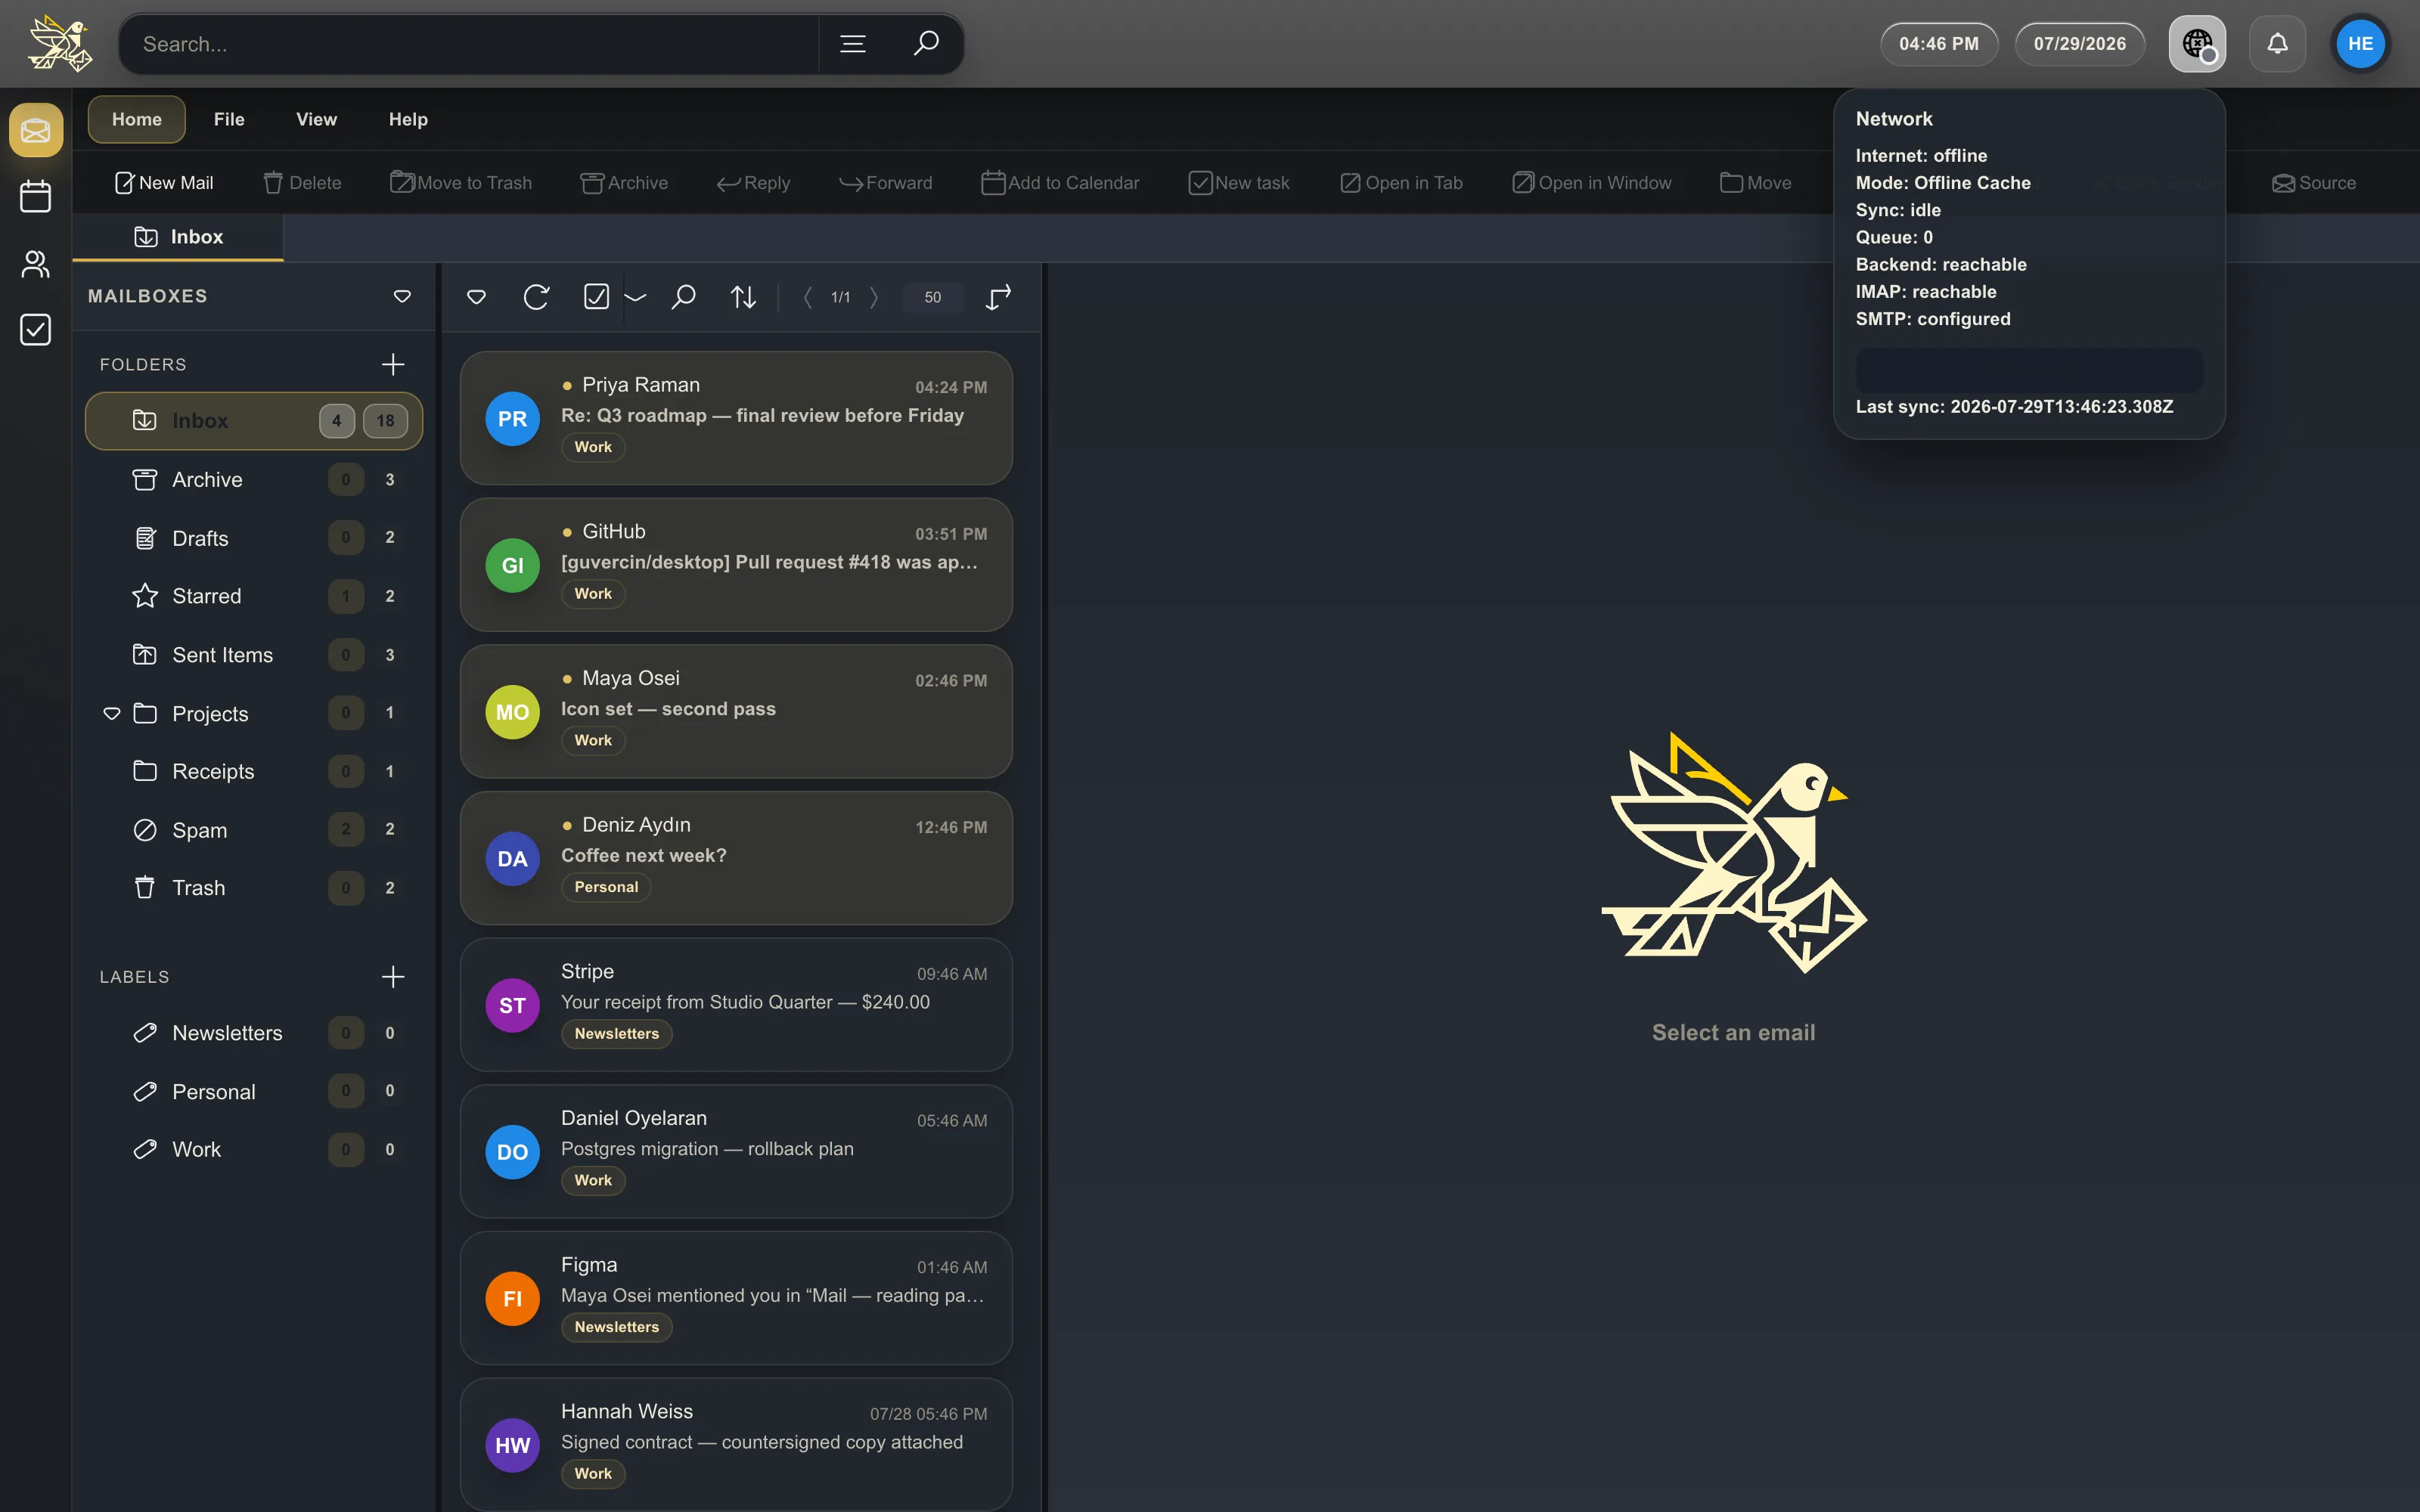 Search...
04:46 PM
07/29/2026
HE
Home
File
View
Help
New Mail
Delete
Move to Trash
Archive
Reply
Forward
Add to Calendar
New task
Open in Tab
Open in Window
Move
Source
Network
Internet: offline
Mode: Offline Cache
Sync: idle
Queue: 0
Backend: reachable
IMAP: reachable
SMTP: configured
Last sync: 2026-07-29T13:46:23.308Z
Inbox
MAILBOXES
FOLDERS
Inbox 4 18
Archive 0 3
Drafts 0 2
Starred 1 2
Sent Items 0 3
Projects 0 1
Receipts 0 1
Spam 2 2
Trash 0 2
LABELS
Newsletters 0 0
Personal 0 0
Work 0 0
1/1
50
PR
Priya Raman 04:24 PM
Re: Q3 roadmap — final review before Friday
Work
GI
GitHub 03:51 PM
[guvercin/desktop] Pull request #418 was ap…
Work
MO
Maya Osei 02:46 PM
Icon set — second pass
Work
DA
Deniz Aydın 12:46 PM
Coffee next week?
Personal
ST
Stripe 09:46 AM
Your receipt from Studio Quarter — $240.00
Newsletters
DO
Daniel Oyelaran 05:46 AM
Postgres migration — rollback plan
Work
FI
Figma 01:46 AM
Maya Osei mentioned you in “Mail — reading pa…
Newsletters
HW
Hannah Weiss 07/28 05:46 PM
Signed contract — countersigned copy attached
Work
Select an email